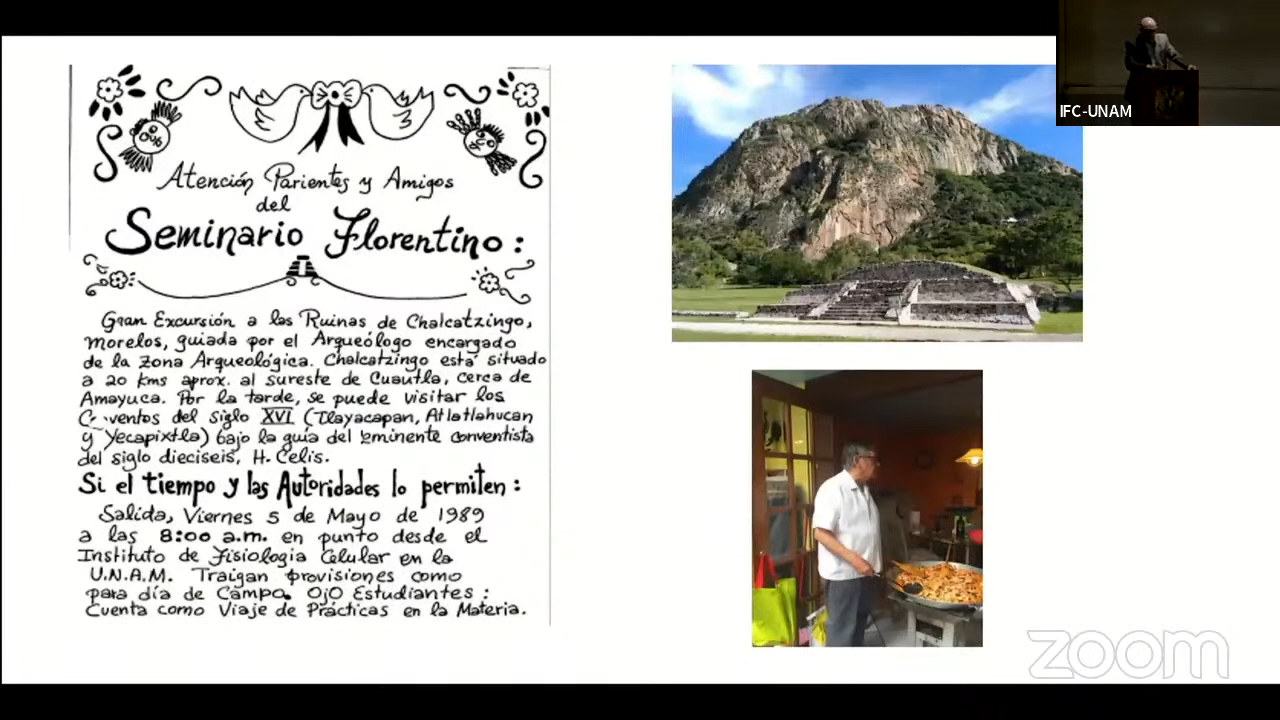 Atención Parientes y Amigos
del
Seminario Florentino:
Gran Excursión a las Ruinas de Chalcatzingo,
Morelos, guiada por el Arqueólogo encargado
de la Zona Arqueológica. Chalcatzingo está situado
a 20 kms aprox. al sureste de Cuautla, cerca de
Amayuca. Por la tarde, se puede visitar los
del Siglo XVI (Tlayacapan, Atlatlahucan
y Yecapixtla) bajo la guía del eminente conventista
del siglo dieciseis, H. Celis.
Si el tiempo y las Autoridades lo permiten:
Salida, Viernes 5 de Mayo de 1989
a las 8:00 a.m. en punto desde el
Instituto de Fisiología Celular en la
U.N.A.M. Traigan provisiones como
para día de Campo. Ojo Estudiantes:
Cuenta como Viaje de Prácticas en la Materia.
IFC-UNAM
zoom